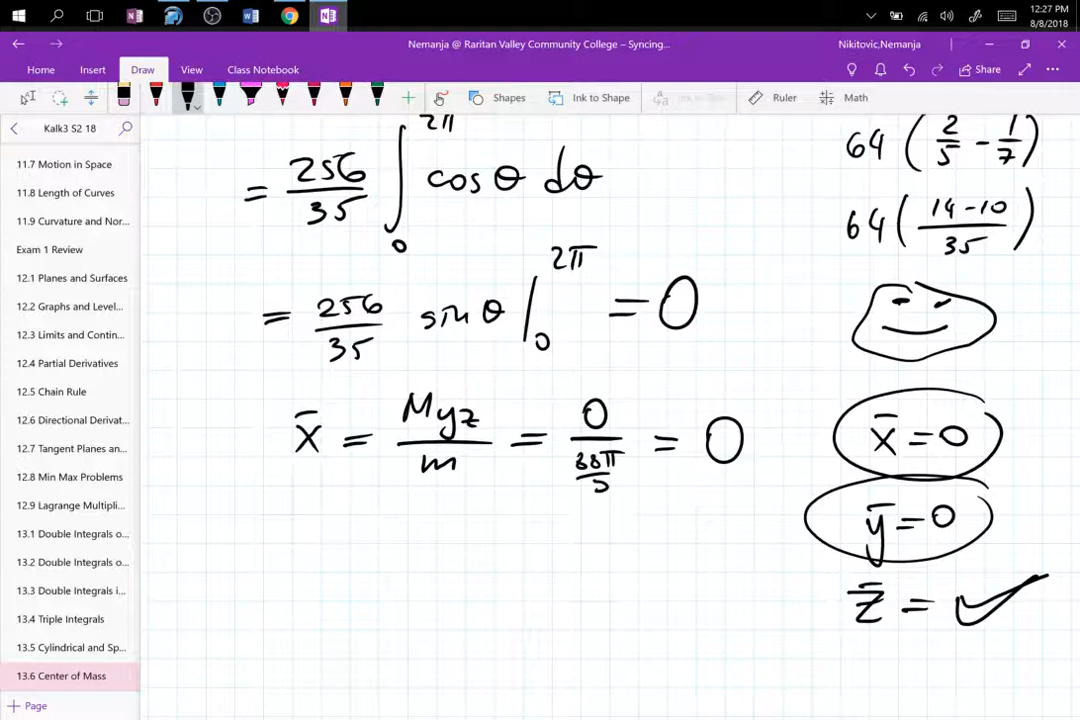 12:27 PM
8/8/2018
Nemanja @ Raritan Valley Community College – Syncing...
Nikitovic,Nemanja
Home Insert Draw View Class Notebook
Share
Shapes Ink to Shape Ruler Math
Kalk3 S2 18
11.7 Motion in Space
11.8 Length of Curves
11.9 Curvature and Nor...
Exam 1 Review
12.1 Planes and Surfaces
12.2 Graphs and Level...
12.3 Limits and Contin...
12.4 Partial Derivatives
12.5 Chain Rule
12.6 Directional Derivat...
12.7 Tangent Planes an...
12.8 Min Max Problems
12.9 Lagrange Multipli...
13.1 Double Integrals o...
13.2 Double Integrals o...
13.3 Double Integrals i...
13.4 Triple Integrals
13.5 Cylindrical and Sp...
13.6 Center of Mass
+ Page
= 256/35 ∫₀^2π cos θ dθ
= 256/35 sin θ |₀^2π = 0
x̄ = Myz/m = 0/ = 0
64 (2/5 − 1/7)
64 (14−10/35)
x̄ = 0
ȳ = 0
z̄ = ✓